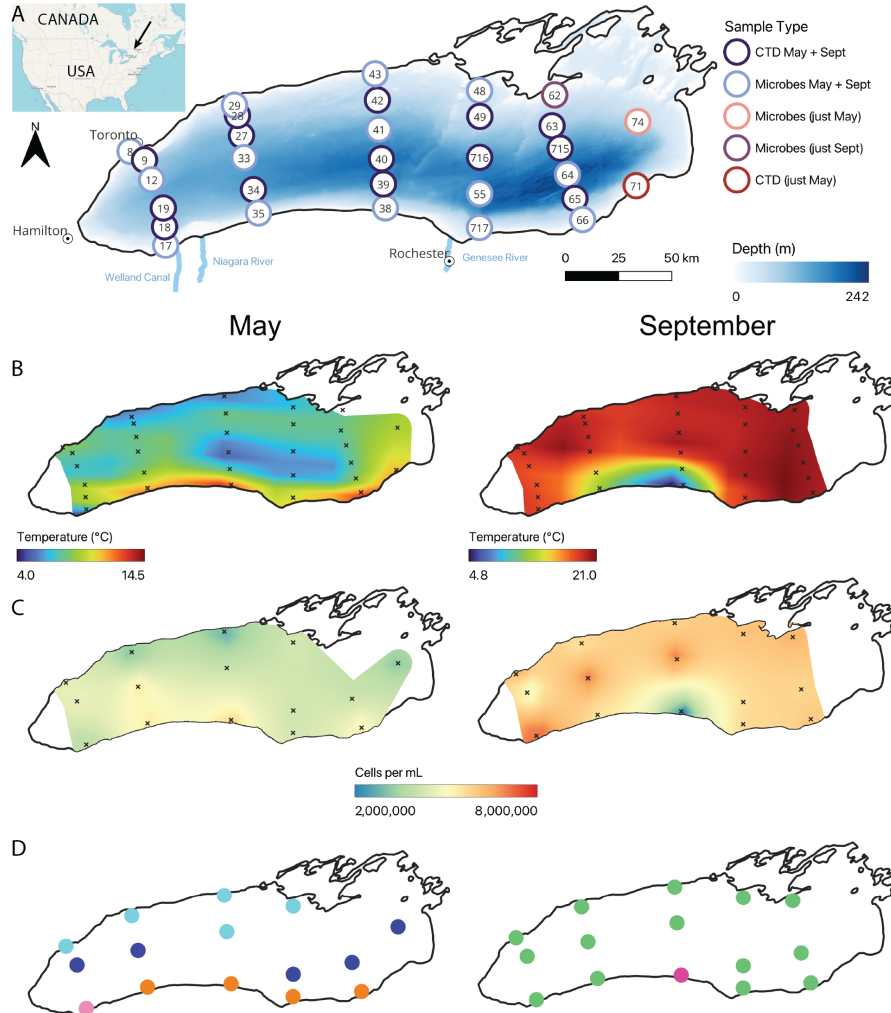 A
CANADA
USA
N
Toronto
Hamilton
Rochester
Welland Canal
Niagara River
Genesee River
8
9
12
19
18
17
29
28
27
33
34
35
43
42
41
40
39
38
48
49
716
55
717
62
63
715
64
65
66
74
71
Sample Type
CTD May + Sept
Microbes May + Sept
Microbes (just May)
Microbes (just Sept)
CTD (just May)
0 25 50 km
Depth (m)
0 242
May September
B
Temperature (°C)
4.0 14.5
Temperature (°C)
4.8 21.0
C
Cells per mL
2,000,000 8,000,000
D